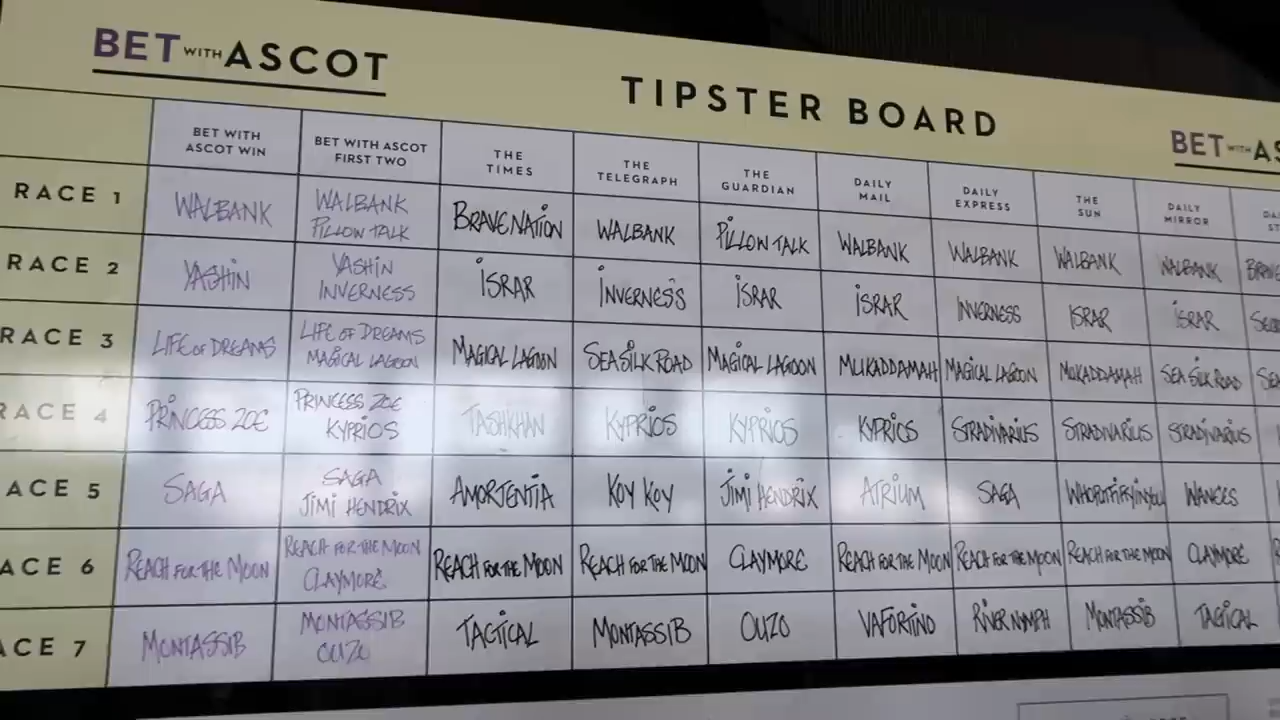 BET WITH ASCOT
TIPSTER BOARD
BET WITH AS
BET WITH ASCOT WIN
BET WITH ASCOT FIRST TWO
THE TIMES
THE TELEGRAPH
THE GUARDIAN
DAILY MAIL
DAILY EXPRESS
THE SUN
DAILY MIRROR
RACE 1 WALBANK WALBANK PILLOW TALK BRAVE NATION WALBANK PILLOW TALK WALBANK WALBANK WALBANK WALBANK
RACE 2 YASHIN YASHIN INVERNESS ISRAR INVERNESS ISRAR ISRAR INVERNESS ISRAR ISRAR
RACE 3 LIFE OF DREAMS LIFE OF DREAMS MAGICAL LAGOON MAGICAL LAGOON SEA SILK ROAD MAGICAL LAGOON MUKADDAMAH MAGICAL LAGOON MUKADDAMAH SEA SILK ROAD
RACE 4 PRINCESS ZOE PRINCESS ZOE KYPRIOS TASHKHAN KYPRIOS KYPRIOS KYPRIOS STRADIVARIUS STRADIVARIUS STRADIVARIUS
ACE 5 SAGA SAGA JIMI HENDRIX AMORTENTIA KOY KOY JIMI HENDRIX ATRIUM SAGA WANEES
ACE 6 REACH FOR THE MOON REACH FOR THE MOON CLAYMORE REACH FOR THE MOON REACH FOR THE MOON CLAYMORE REACH FOR THE MOON REACH FOR THE MOON REACH FOR THE MOON CLAYMORE
ACE 7 MONTASSIB MONTASSIB OUZO TACTICAL MONTASSIB OUZO VAFORTINO RIVER NYMPH MONTASSIB TACTICAL